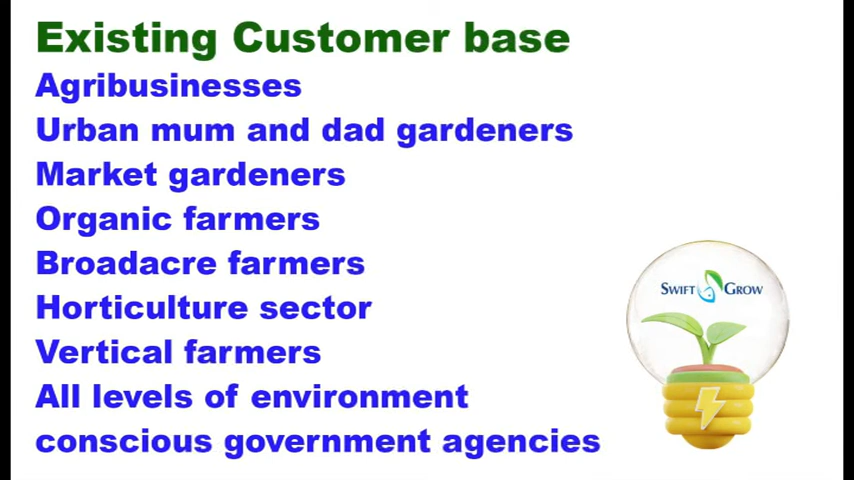 Existing Customer base
Agribusinesses
Urban mum and dad gardeners
Market gardeners
Organic farmers
Broadacre farmers
Horticulture sector
Vertical farmers
All levels of environment
conscious government agencies
SWIFT GROW